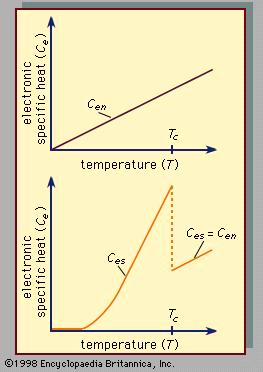 electronic
specific heat (Ce)
Cen
Tc
temperature (T)
electronic
specific heat (Ce)
Ces
Ces = Cen
Tc
temperature (T)
©1998 Encyclopaedia Britannica, Inc.